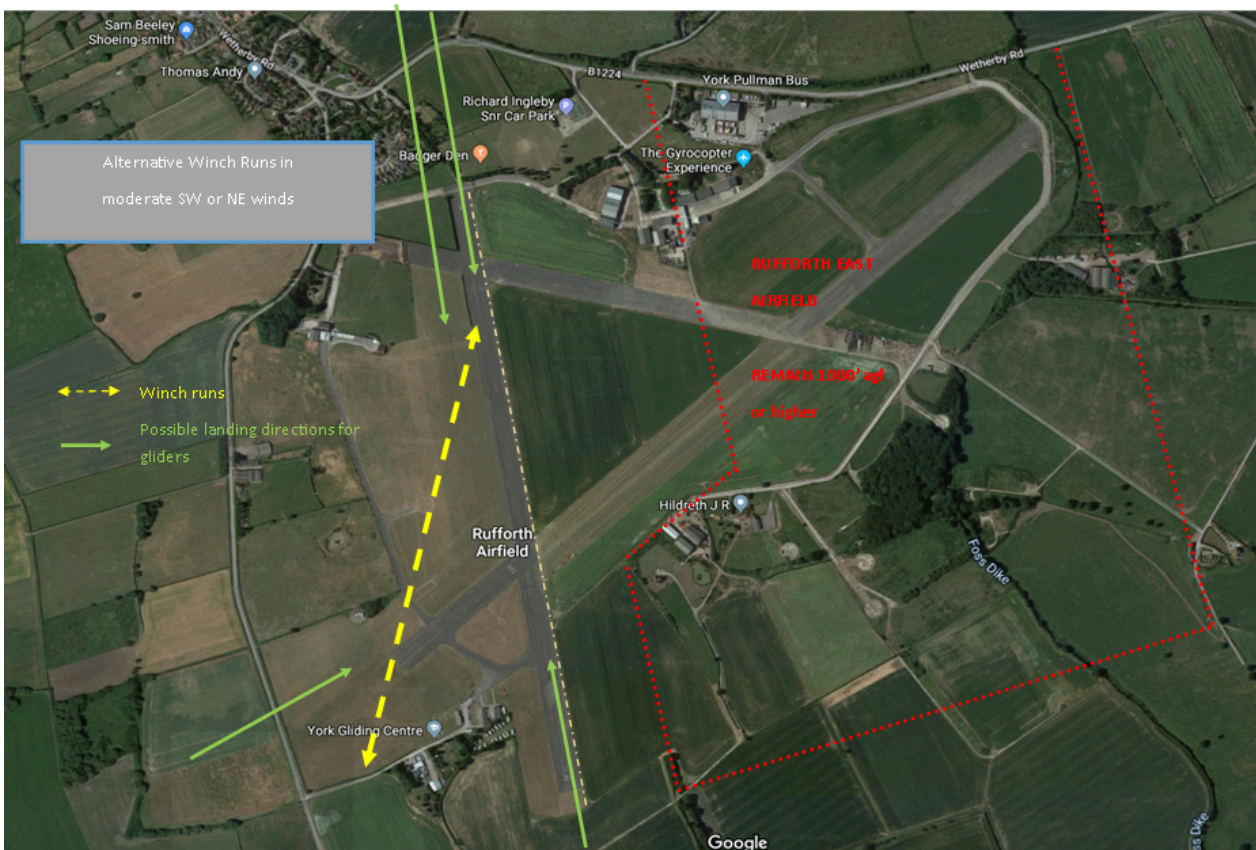 Sam Beeley
Shoeing-smith
Wetherby Rd
Thomas Andy
B1224
Wetherby Rd
York Pullman Bus
Richard Ingleby
Snr Car Park
Badger Den
The Gyrocopter
Experience
Alternative Winch Runs in
moderate SW or NE winds
RUFFORTH EAST
AIRFIELD
REMAIN 1000' agl
or higher
Winch runs
Possible landing directions for
gliders
Hildreth J R
Rufforth
Airfield
Foss Dike
York Gliding Centre
Google